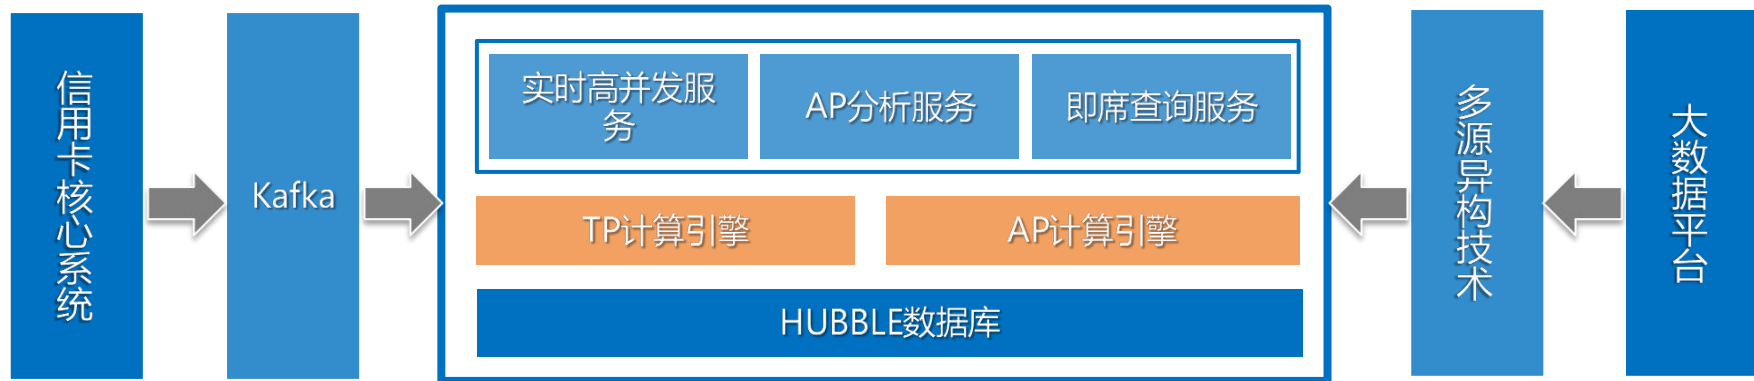 信用卡核心系统
Kafka
实时高并发服
务
AP分析服务
即席查询服务
TP计算引擎
AP计算引擎
HUBBLE数据库
多源异构技术
大数据平台